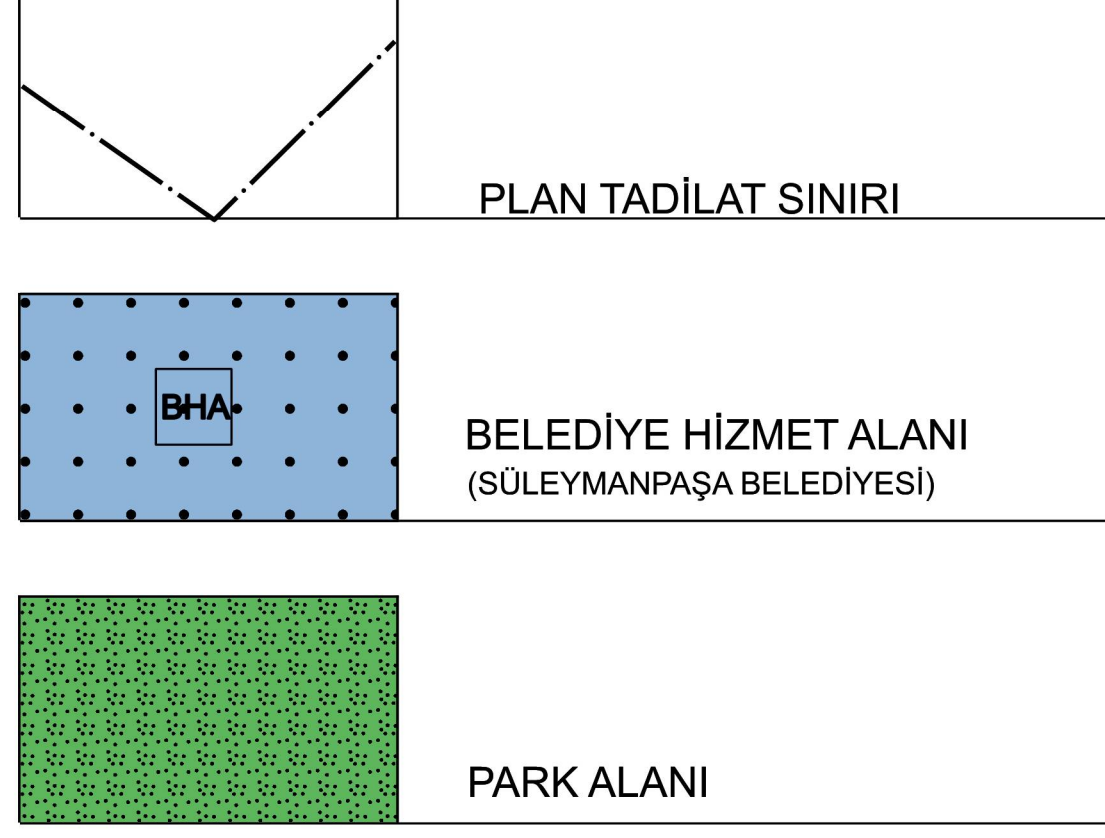 PLAN TADİLAT SINIRI
BHA
BELEDİYE HİZMET ALANI
(SÜLEYMANPAŞA BELEDİYESİ)
PARK ALANI